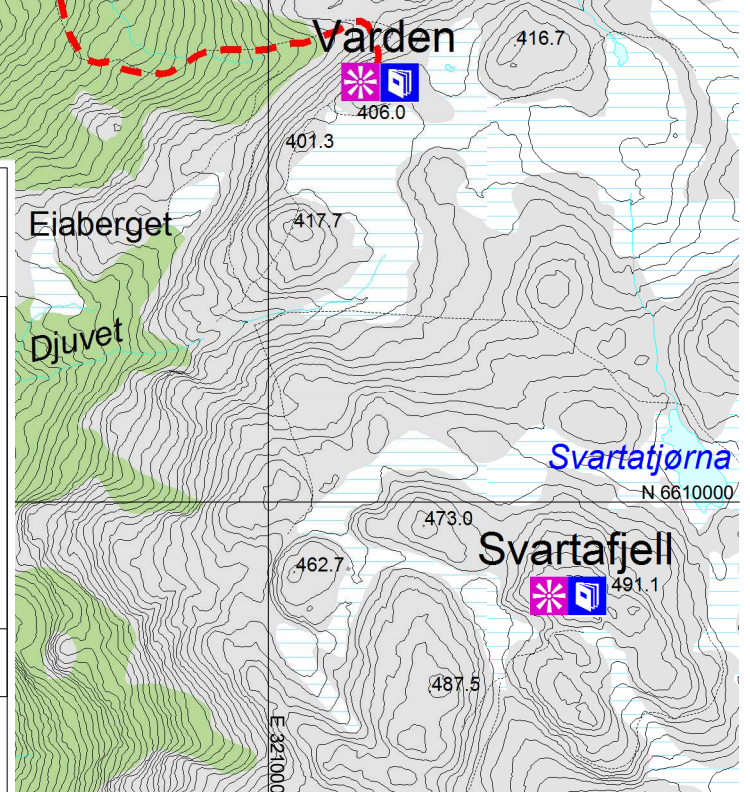 Varden
416.7
406.0
401.3
Eiaberget
417.7
Djuvet
Svartatjørna
N 6610000
473.0
Svartafjell
462.7
491.1
487.5
E 321000